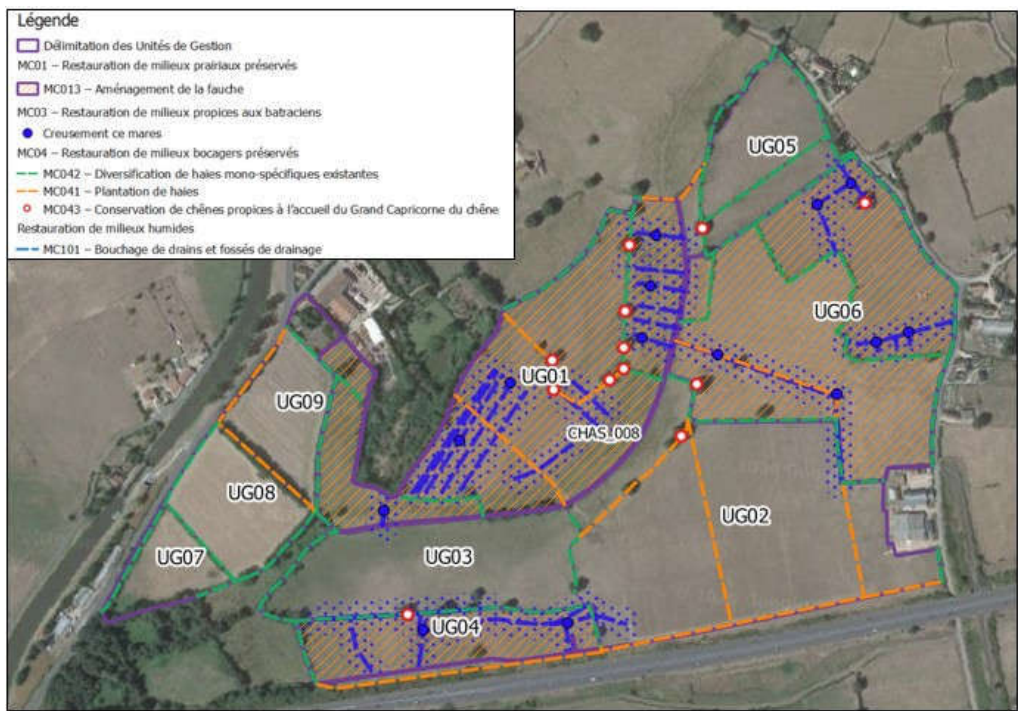 Légende
Délimitation des Unités de Gestion
MC01 – Restauration de milieux prairiaux préservés
MC013 – Aménagement de la fauche
MC03 – Restauration de milieux propices aux batraciens
Creusement ce mares
MC04 – Restauration de milieux bocagers préservés
MC042 – Diversification de haies mono-spécifiques existantes
MC041 – Plantation de haies
MC043 – Conservation de chênes propices à l'accueil du Grand Capricorne du chêne
Restauration de milieux humides
MC101 – Bouchage de drains et fossés de drainage
UG05
UG06
UG01
UG09
CHAS_008
UG08
UG02
UG07
UG03
UG04